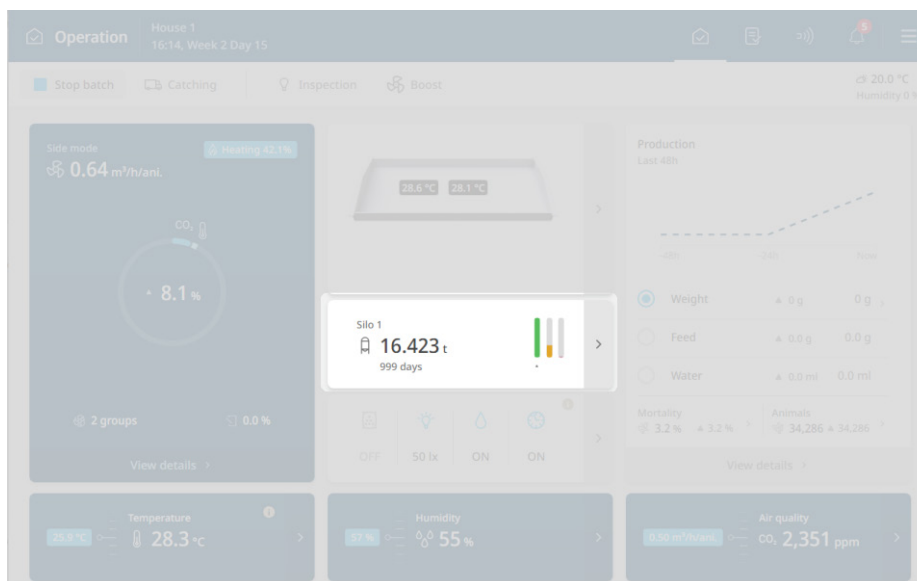 Operation
House 1
16:14, Week 2 Day 15
5
Stop batch
Catching
Inspection
Boost
20.0 °C
Humidity 0
Side mode
Heating 42.1%
0.64 m³/h/ani.
CO₂
8.1 %
2 groups
0.0 %
View details
28.6 °C
28.1 °C
Silo 1
16.423 t
999 days
OFF
50 lx
ON
ON
Production
Last 48h
-48h
24h
Now
Weight
0 g
0 g
Feed
0.0 g
0.0 g
Water
0.0 ml
0.0 ml
Mortality
3.2 %
3.2 %
Animals
34,286
34,286
View details
Temperature
25.9 °C
28.3 °C
Humidity
57 %
55 %
Air quality
0.50 m³/h/ani.
CO₂ 2,351 ppm